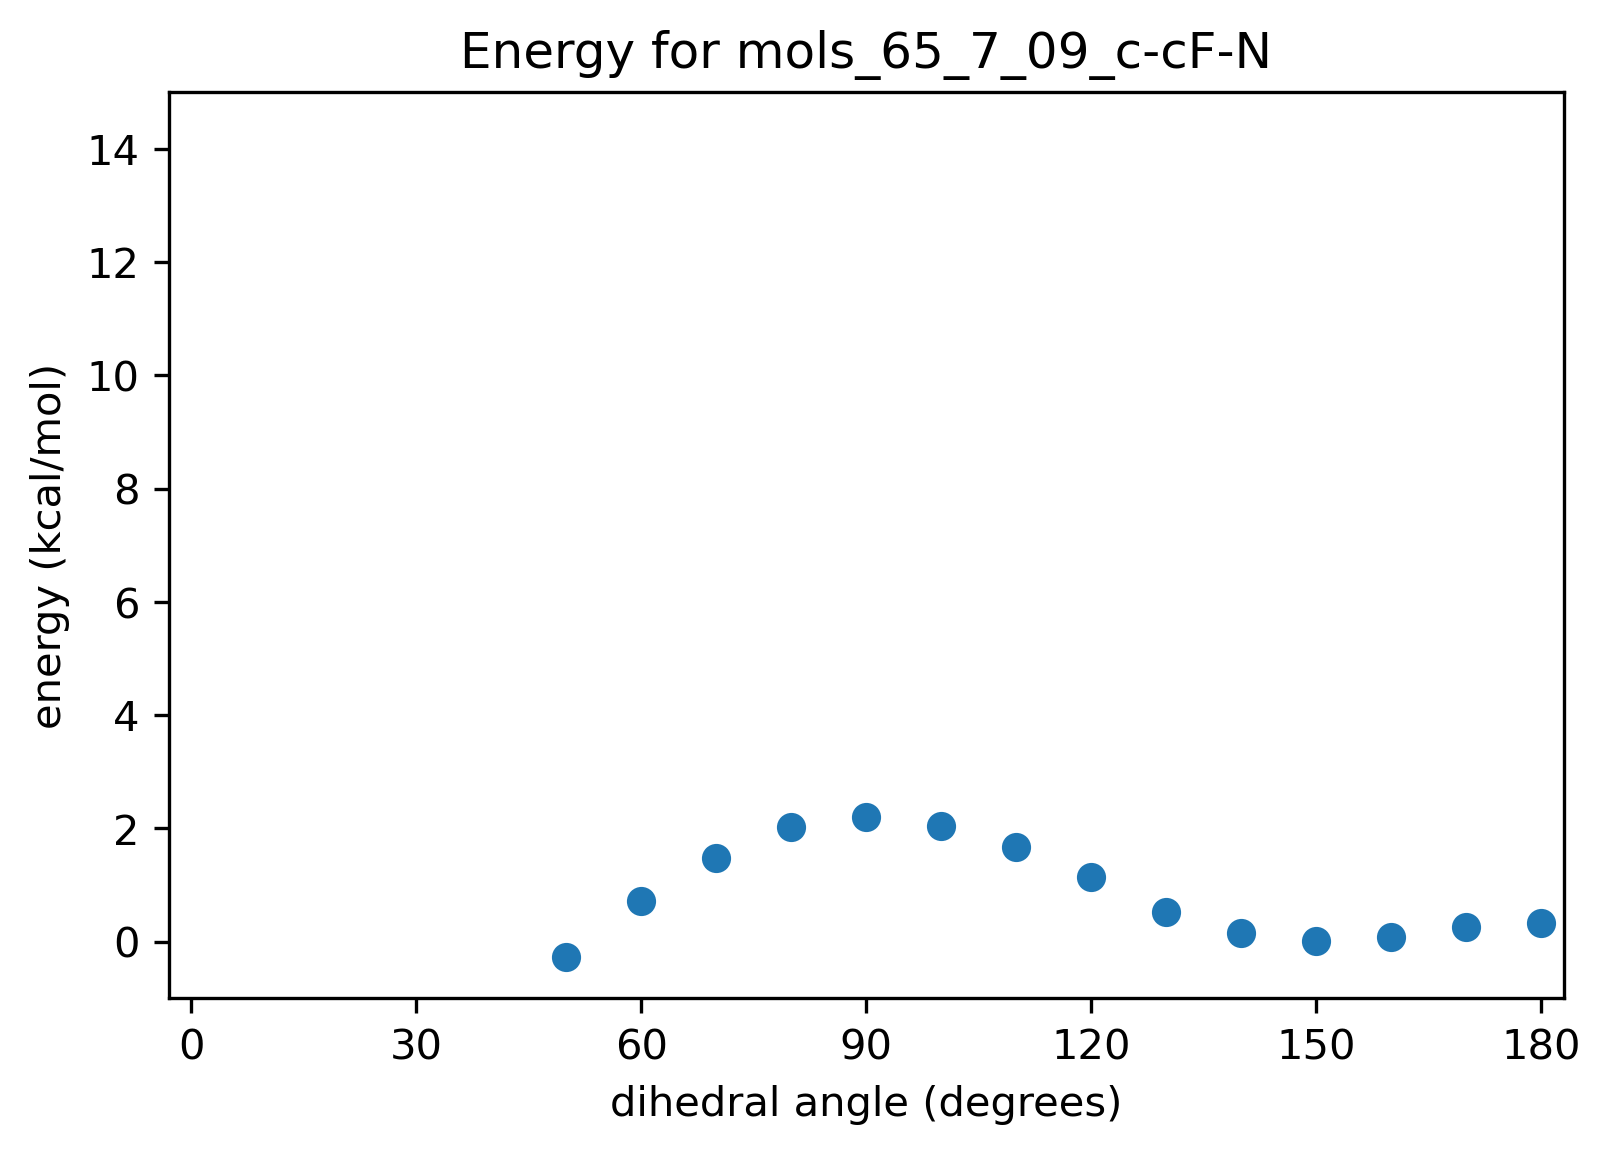 Energy for mols_65_7_09_c-cF-N
energy (kcal/mol)
14
12
10
8
6
4
2
0
0 30 60 90 120 150 180
dihedral angle (degrees)